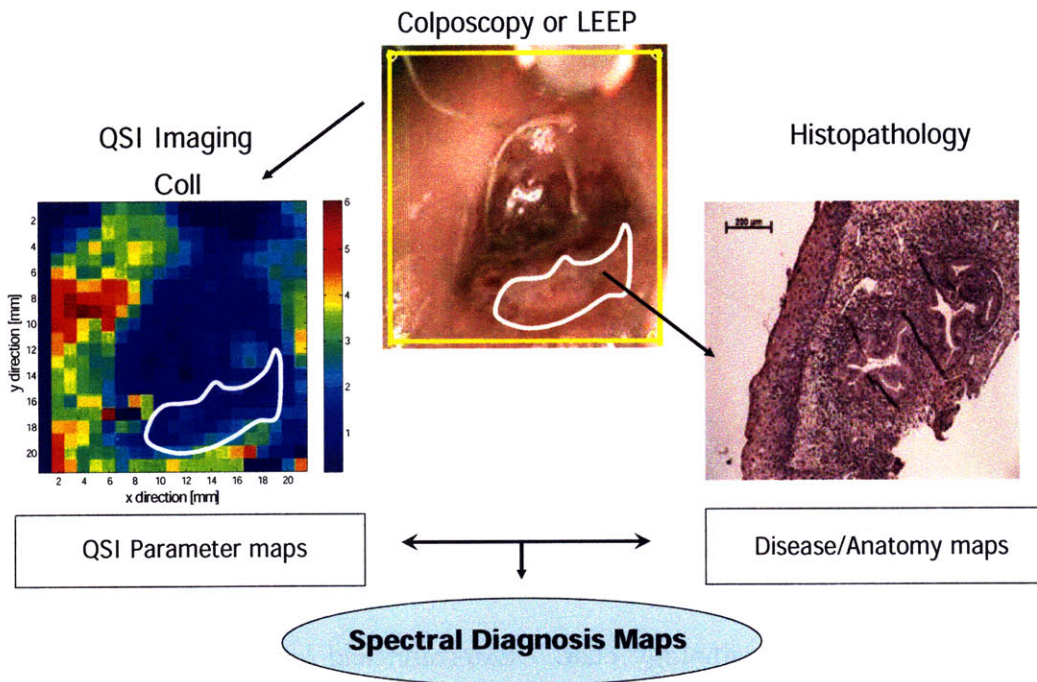 Colposcopy or LEEP
QSI Imaging
Histopathology
Coll
2
4
6
8
10
12
14
16
18
20
y direction [mm]
2 4 6 8 10 12 14 16 18 20
x direction [mm]
6
5
4
3
2
1
200 µm
QSI Parameter maps
Disease/Anatomy maps
Spectral Diagnosis Maps